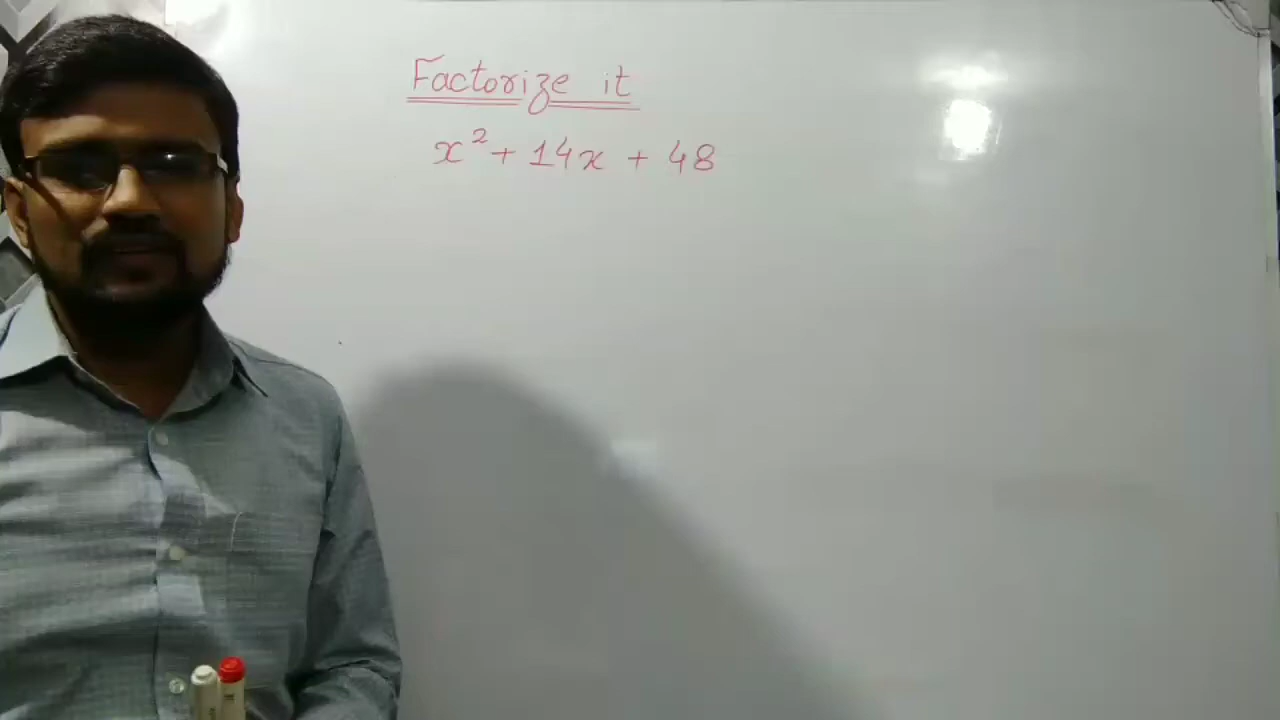 Factorize it
x² + 14x + 48